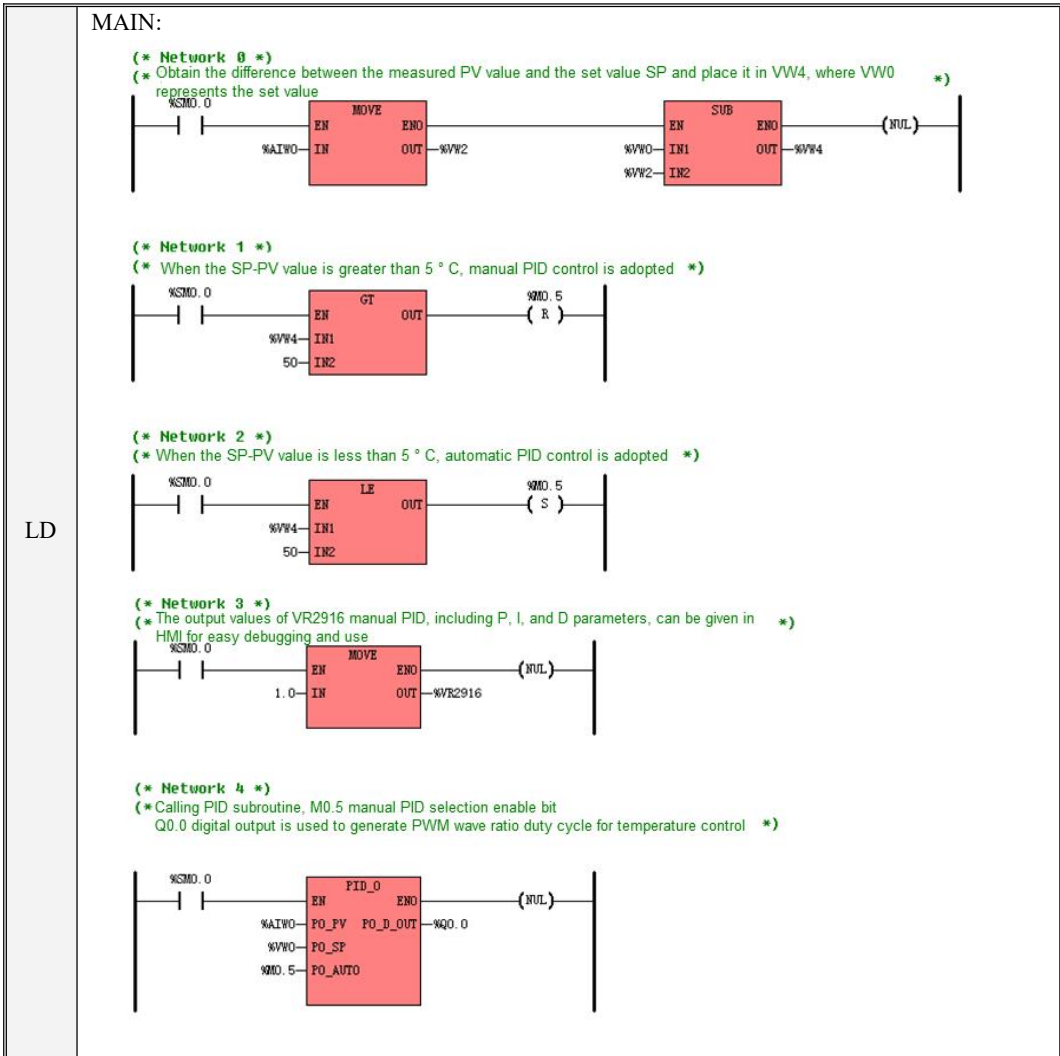 LD
MAIN:
(* Network 0 *)
(* Obtain the difference between the measured PV value and the set value SP and place it in VW4, where VW0 *)
represents the set value
%SM0.0
MOVE
SUB
EN ENO
EN ENO
(NUL)
%AIW0 IN OUT %VW2
%VW0 IN1 OUT %VW4
%VW2 IN2
(* Network 1 *)
(* When the SP-PV value is greater than 5 ° C, manual PID control is adopted *)
%SM0.0
GT
%M0.5
EN OUT
( R )
%VW4 IN1
50 IN2
(* Network 2 *)
(* When the SP-PV value is less than 5 ° C, automatic PID control is adopted *)
%SM0.0
LE
%M0.5
EN OUT
( S )
%VW4 IN1
50 IN2
(* Network 3 *)
(* The output values of VR2916 manual PID, including P, I, and D parameters, can be given in *)
HMI for easy debugging and use
%SM0.0
MOVE
EN ENO
(NUL)
1.0 IN OUT %VR2916
(* Network 4 *)
(* Calling PID subroutine, M0.5 manual PID selection enable bit
Q0.0 digital output is used to generate PWM wave ratio duty cycle for temperature control *)
%SM0.0
PID_0
EN ENO
(NUL)
%AIW0 PO_PV PO_D_OUT %Q0.0
%VW0 PO_SP
%M0.5 PO_AUTO